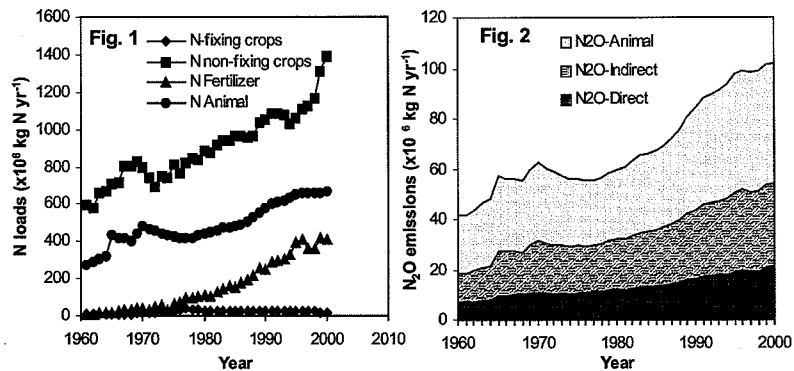 Fig. 1
N-fixing crops
N non-fixing crops
N Fertilizer
N Animal
N loads (x10⁶ kg N yr⁻¹)
1600
1400
1200
1000
800
600
400
200
0
1960
1970
1980
1990
2000
2010
Year
Fig. 2
N2O-Animal
N2O-Indirect
N2O-Direct
N₂O emissions (x10⁻⁶ kg N yr⁻¹)
120
100
80
60
40
20
0
1960
1970
1980
1990
2000
Year